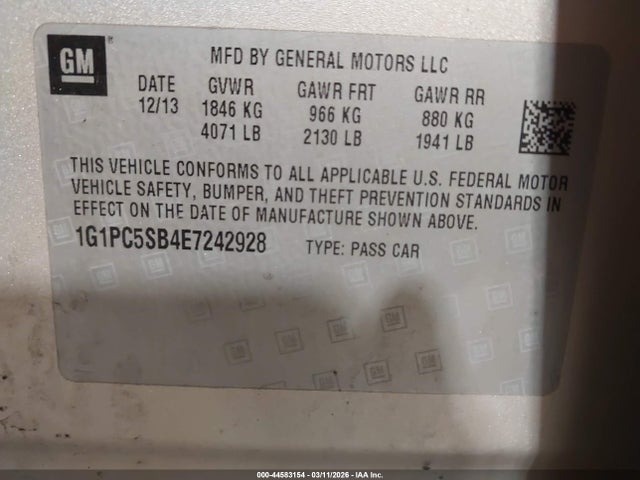 GM
MFD BY GENERAL MOTORS LLC
DATE GVWR GAWR FRT GAWR RR
12/13 1846 KG 966 KG 880 KG
4071 LB 2130 LB 1941 LB
THIS VEHICLE CONFORMS TO ALL APPLICABLE U.S. FEDERAL MOTOR
VEHICLE SAFETY, BUMPER, AND THEFT PREVENTION STANDARDS IN
EFFECT ON THE DATE OF MANUFACTURE SHOWN ABOVE.
1G1PC5SB4E7242928 TYPE: PASS CAR
000-44583154 - 03/11/2026 - IAA Inc.